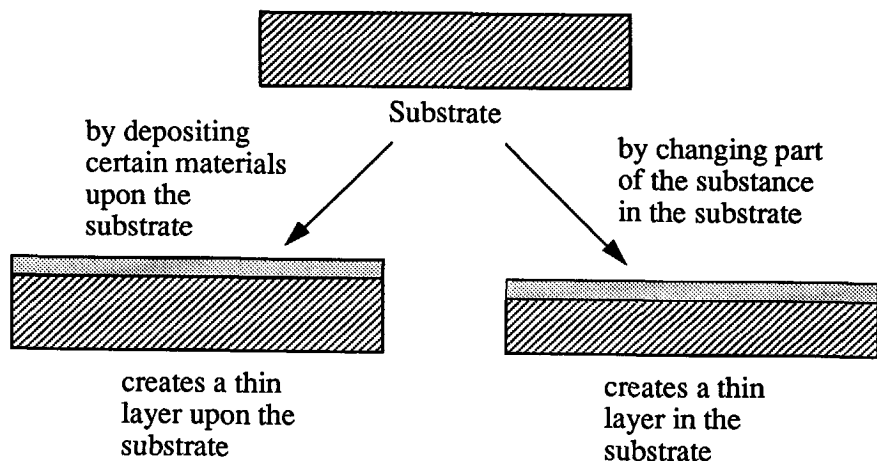 Substrate
by depositing
certain materials
upon the
substrate
by changing part
of the substance
in the substrate
creates a thin
layer upon the
substrate
creates a thin
layer in the
substrate